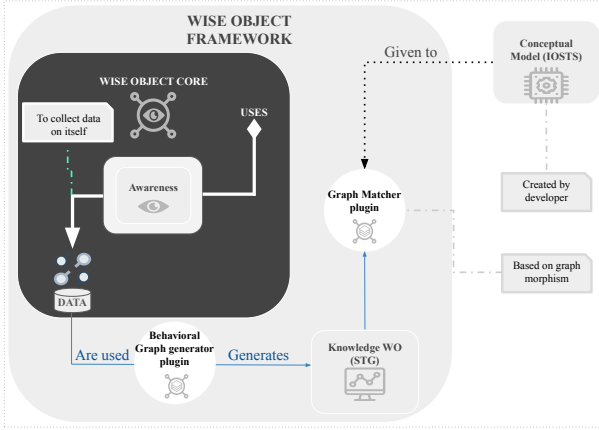 WISE OBJECT
FRAMEWORK
Given to
Conceptual
Model (IOSTS)
WISE OBJECT CORE
To collect data
on itself
USES
Awareness
Graph Matcher
plugin
Created by
developer
Based on graph
morphism
DATA
Behavioral
Graph generator
plugin
Are used
Generates
Knowledge WO
(STG)